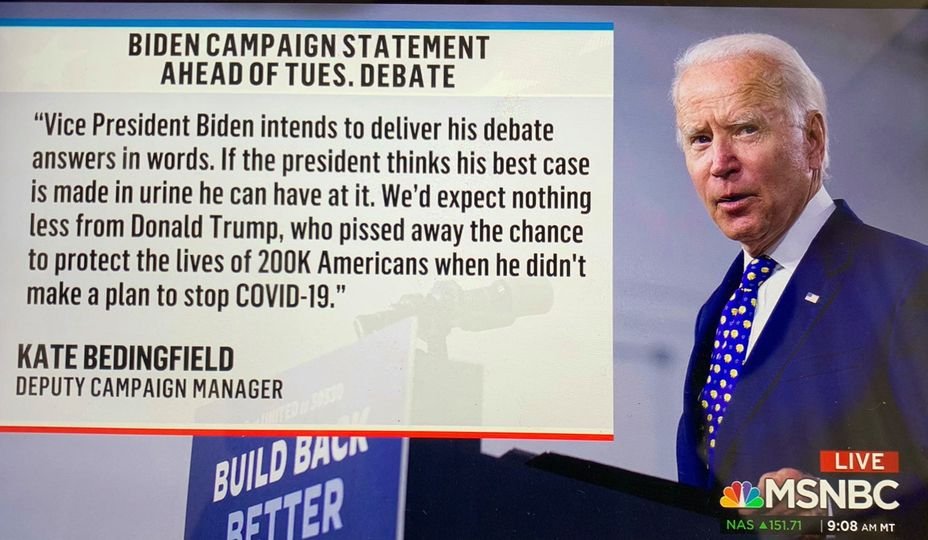 BIDEN CAMPAIGN STATEMENT
AHEAD OF TUES. DEBATE
“Vice President Biden intends to deliver his debate
answers in words. If the president thinks his best case
is made in urine he can have at it. We’d expect nothing
less from Donald Trump, who pissed away the chance
to protect the lives of 200K Americans when he didn't
make a plan to stop COVID-19.”
KATE BEDINGFIELD
DEPUTY CAMPAIGN MANAGER
BUILD BACK
BETTER
LIVE
MSNBC
NAS ▲151.71 9:08 AM MT